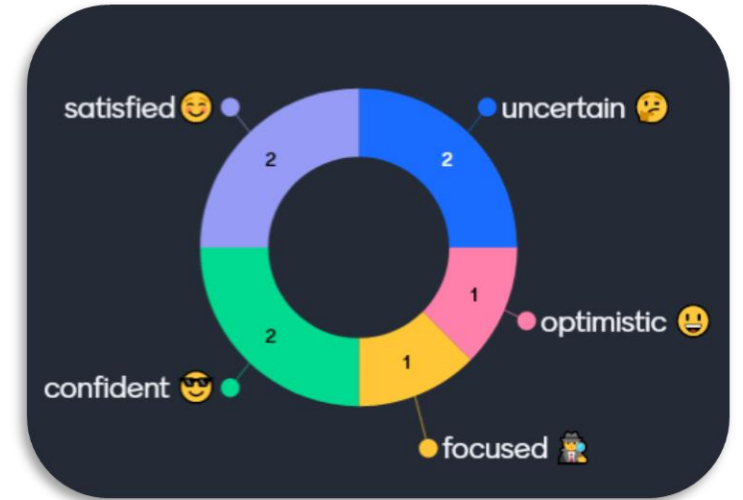 satisfied 😊
uncertain 🤔
2
2
1
optimistic 😃
2
1
confident 😎
focused 🕵️